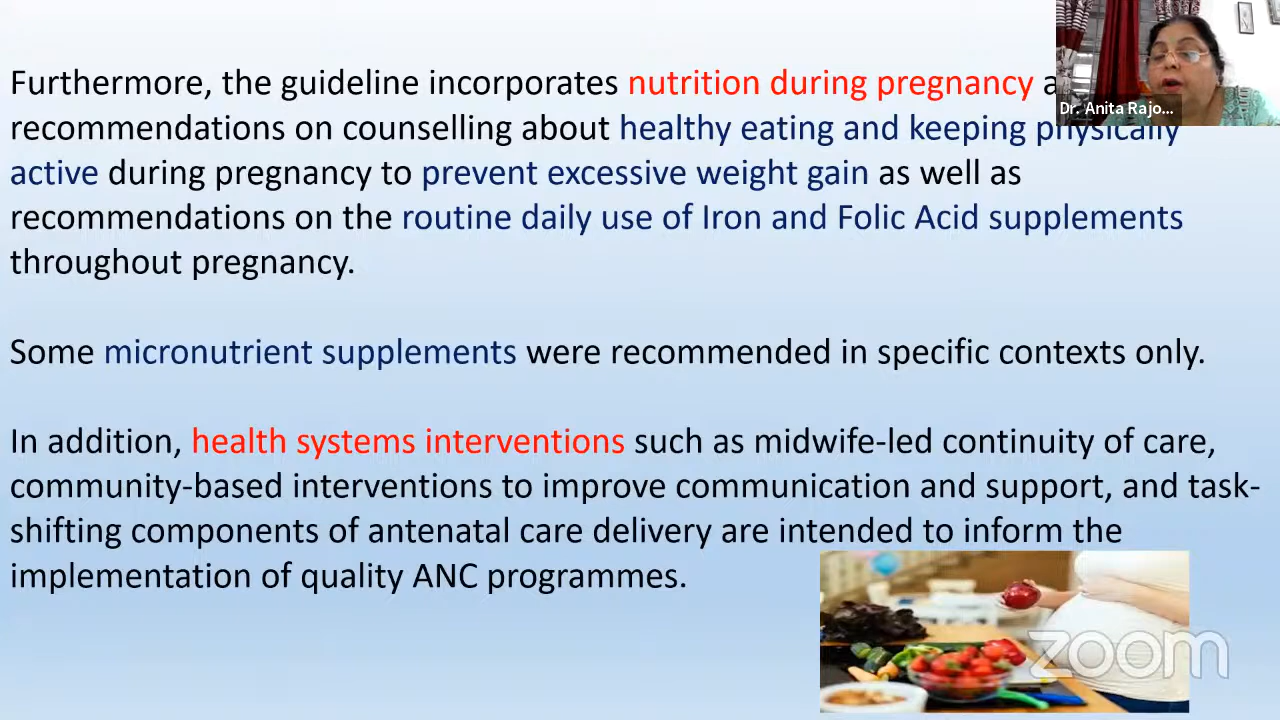 Furthermore, the guideline incorporates nutrition during pregnancy
recommendations on counselling about healthy eating and keeping physically
active during pregnancy to prevent excessive weight gain as well as
recommendations on the routine daily use of Iron and Folic Acid supplements
throughout pregnancy.
Some micronutrient supplements were recommended in specific contexts only.
In addition, health systems interventions such as midwife-led continuity of care,
community-based interventions to improve communication and support, and task-
shifting components of antenatal care delivery are intended to inform the
implementation of quality ANC programmes.
Dr. Anita Rajo...
zoom